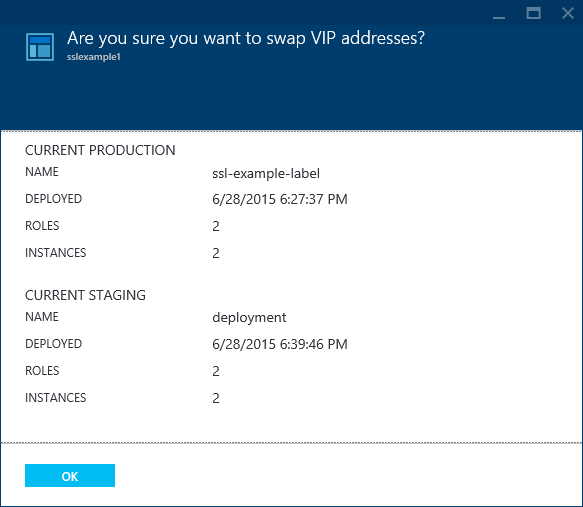 Are you sure you want to swap VIP addresses?
sslexample1
CURRENT PRODUCTION
NAME ssl-example-label
DEPLOYED 6/28/2015 6:27:37 PM
ROLES 2
INSTANCES 2
CURRENT STAGING
NAME deployment
DEPLOYED 6/28/2015 6:39:46 PM
ROLES 2
INSTANCES 2
OK